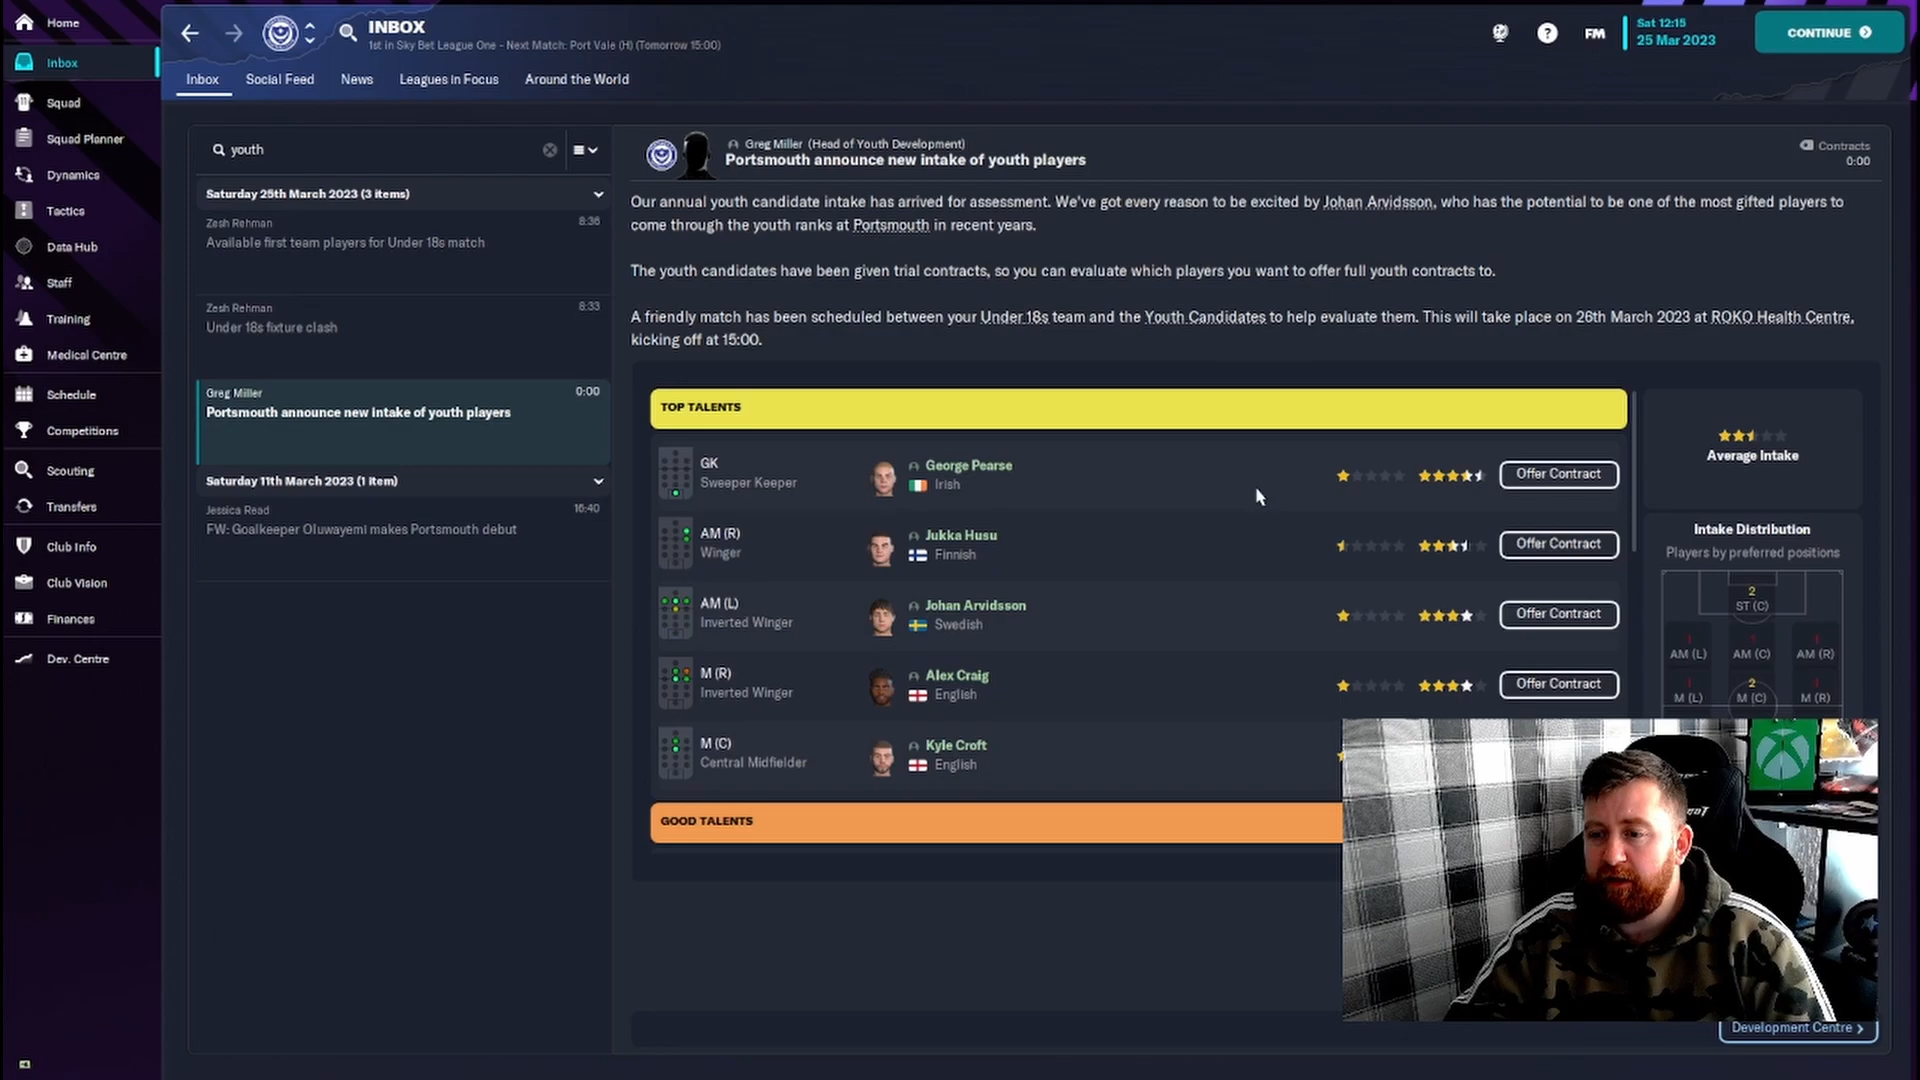 Home
Inbox
Squad
Squad Planner
Dynamics
Tactics
Data Hub
Staff
Training
Medical Centre
Schedule
Competitions
Scouting
Transfers
Club Info
Club Vision
Finances
Dev. Centre
INBOX
1st in Sky Bet League One - Next Match: Port Vale (H) (Tomorrow 15:00)
FM
Sat 12:15
25 Mar 2023
CONTINUE
Inbox
Social Feed
News
Leagues in Focus
Around the World
youth
Saturday 25th March 2023 (3 items)
Zesh Rehman 8:36
Available first team players for Under 18s match
Zesh Rehman 8:33
Under 18s fixture clash
Greg Miller 0:00
Portsmouth announce new intake of youth players
Saturday 11th March 2023 (1 item)
Jessica Read 16:40
FW: Goalkeeper Oluwayemi makes Portsmouth debut
Greg Miller (Head of Youth Development)
Portsmouth announce new intake of youth players
Contracts
0:00
Our annual youth candidate intake has arrived for assessment. We've got every reason to be excited by Johan Arvidsson, who has the potential to be one of the most gifted players to
come through the youth ranks at Portsmouth in recent years.
The youth candidates have been given trial contracts, so you can evaluate which players you want to offer full youth contracts to.
A friendly match has been scheduled between your Under 18s team and the Youth Candidates to help evaluate them. This will take place on 26th March 2023 at ROKO Health Centre,
kicking off at 15:00.
TOP TALENTS
GK
Sweeper Keeper
George Pearse
Irish
Offer Contract
AM (R)
Winger
Jukka Husu
Finnish
Offer Contract
AM (L)
Inverted Winger
Johan Arvidsson
Swedish
Offer Contract
M (R)
Inverted Winger
Alex Craig
English
Offer Contract
M (C)
Central Midfielder
Kyle Croft
English
GOOD TALENTS
Average Intake
Intake Distribution
Players by preferred positions
2
ST (C)
1 1 1
AM (L) AM (C) AM (R)
1 2 1
M (L) M (C) M (R)
Development Centre